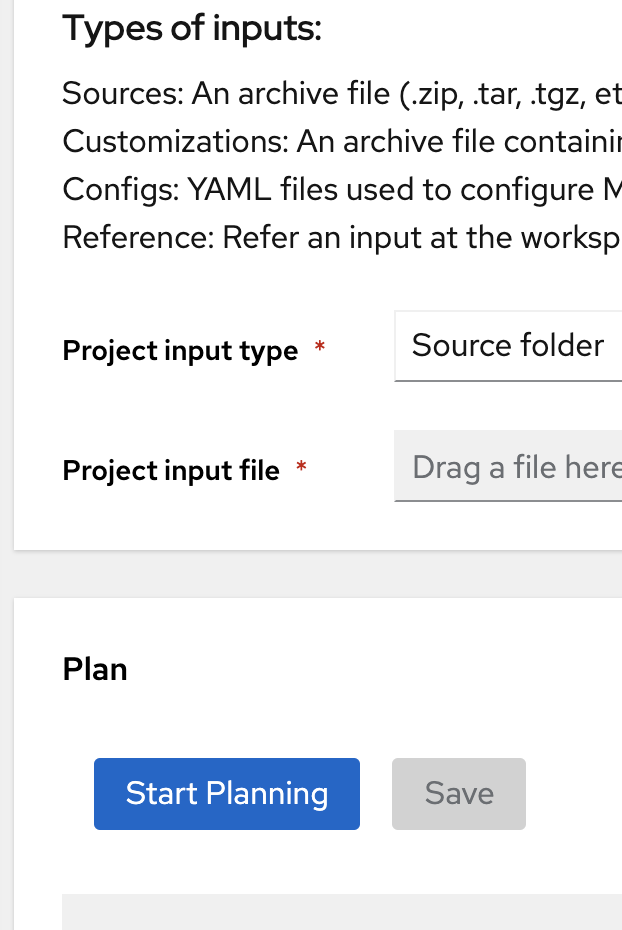 Types of inputs:
Sources: An archive file (.zip, .tar, .tgz, et
Customizations: An archive file containin
Configs: YAML files used to configure M
Reference: Refer an input at the worksp
Project input type *
Source folder
Project input file *
Drag a file here
Plan
Start Planning
Save